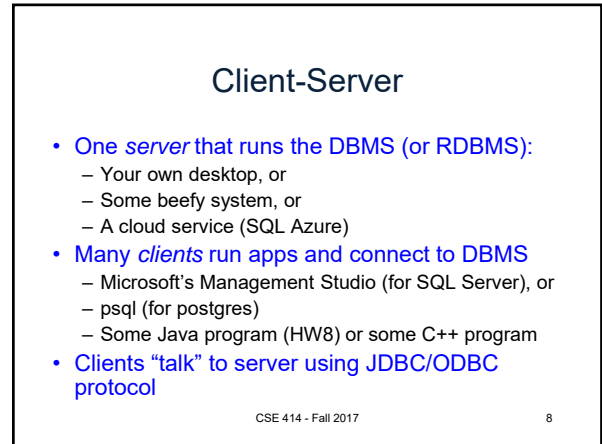 Client-Server
• One server that runs the DBMS (or RDBMS):
– Your own desktop, or
– Some beefy system, or
– A cloud service (SQL Azure)
• Many clients run apps and connect to DBMS
– Microsoft’s Management Studio (for SQL Server), or
– psql (for postgres)
– Some Java program (HW8) or some C++ program
• Clients “talk” to server using JDBC/ODBC
protocol
CSE 414 - Fall 2017 8